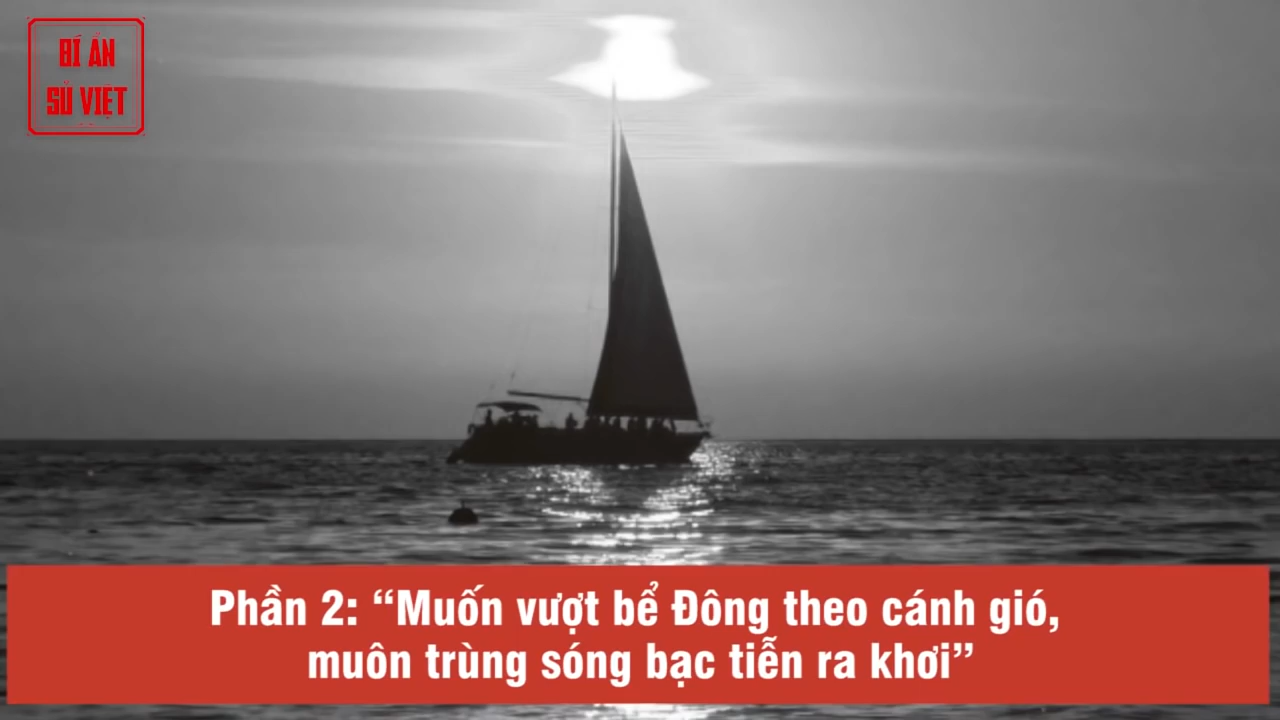 BÍ ẨN
SỬ VIỆT
Phần 2: “Muốn vượt bể Đông theo cánh gió,
muôn trùng sóng bạc tiễn ra khơi”